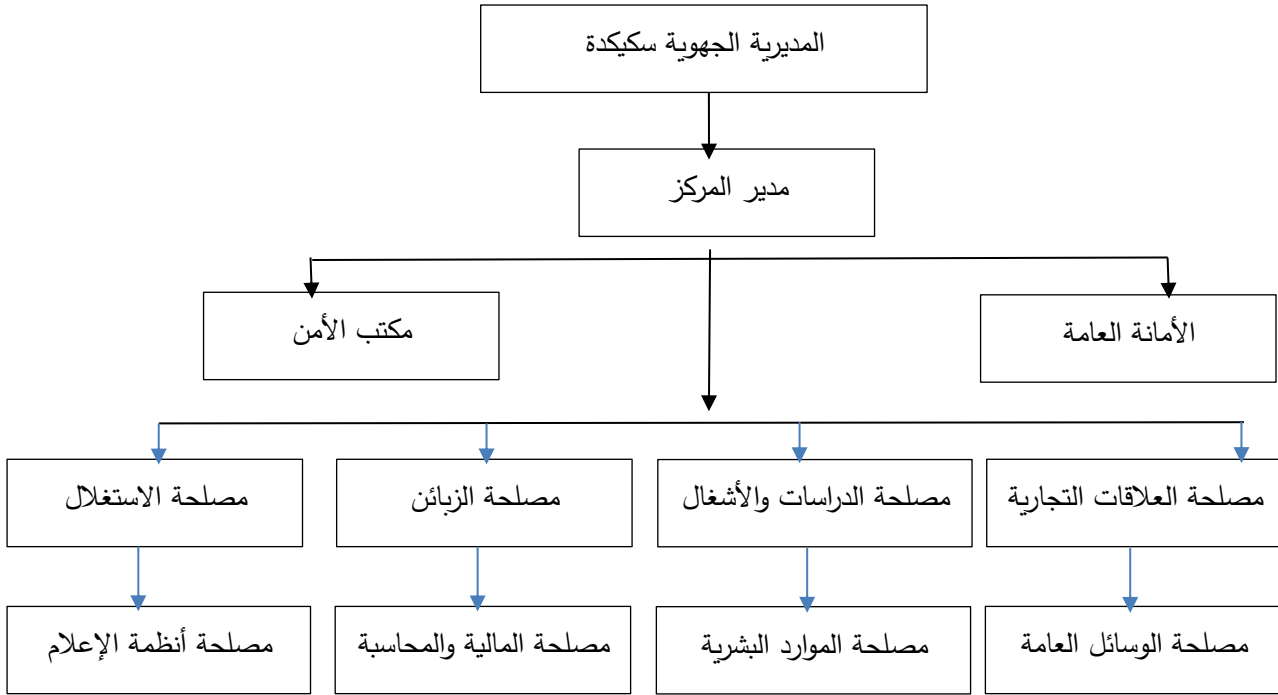 المديرية الجهوية سكيكدة
مدير المركز
الأمانة العامة
مكتب الأمن
مصلحة العلاقات التجارية
مصلحة الدراسات والأشغال
مصلحة الزبائن
مصلحة الاستغلال
مصلحة الوسائل العامة
مصلحة الموارد البشرية
مصلحة المالية والمحاسبة
مصلحة أنظمة الإعلام